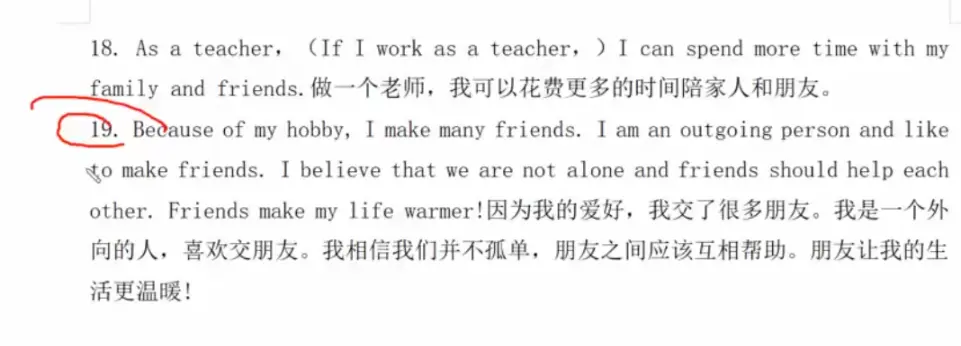 18. As a teacher，（If I work as a teacher，）I can spend more time with my
family and friends.做一个老师，我可以花费更多的时间陪家人和朋友。
19. Because of my hobby, I make many friends. I am an outgoing person and like
to make friends. I believe that we are not alone and friends should help each
other. Friends make my life warmer!因为我的爱好，我交了很多朋友。我是一个外
向的人，喜欢交朋友。我相信我们并不孤单，朋友之间应该互相帮助。朋友让我的生
活更温暖!